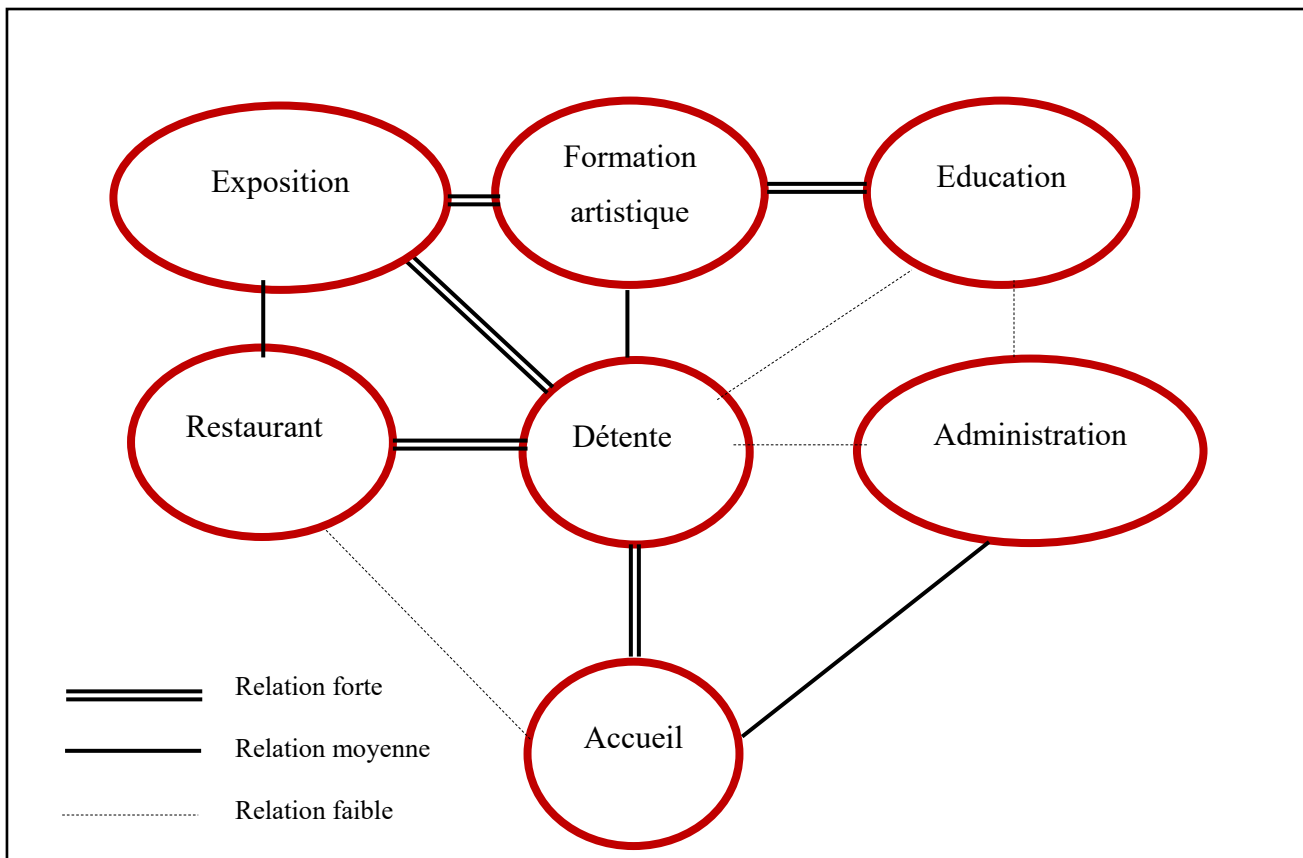 Exposition
Formation
artistique
Education
Restaurant
Détente
Administration
Accueil
Relation forte
Relation moyenne
Relation faible